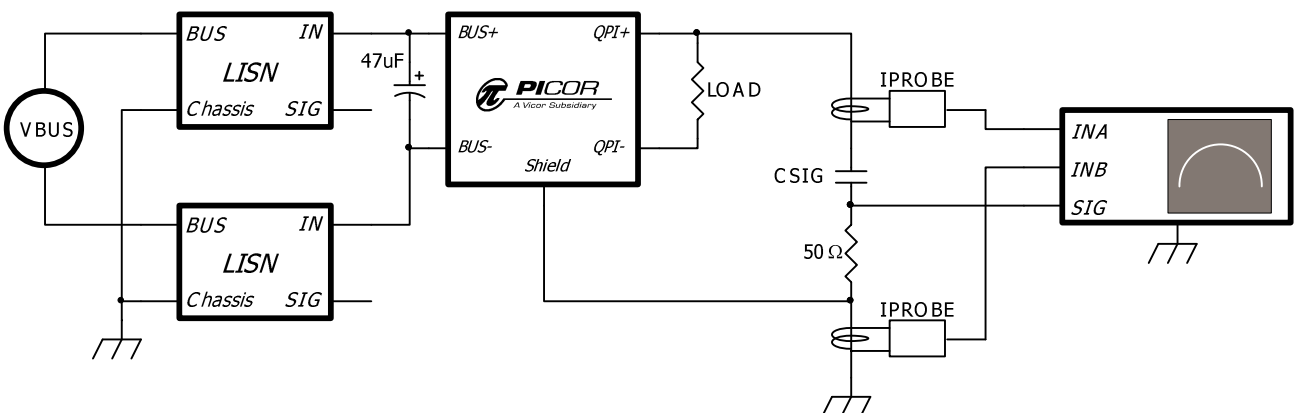 VBUS
BUS IN
LISN
Chassis SIG
BUS IN
LISN
Chassis SIG
47uF
+
BUS+ QPI+
π PICOR
A Vicor Subsidiary
BUS- QPI-
Shield
LOAD
IPROBE
CSIG
50 Ω
IPROBE
INA
INB
SIG